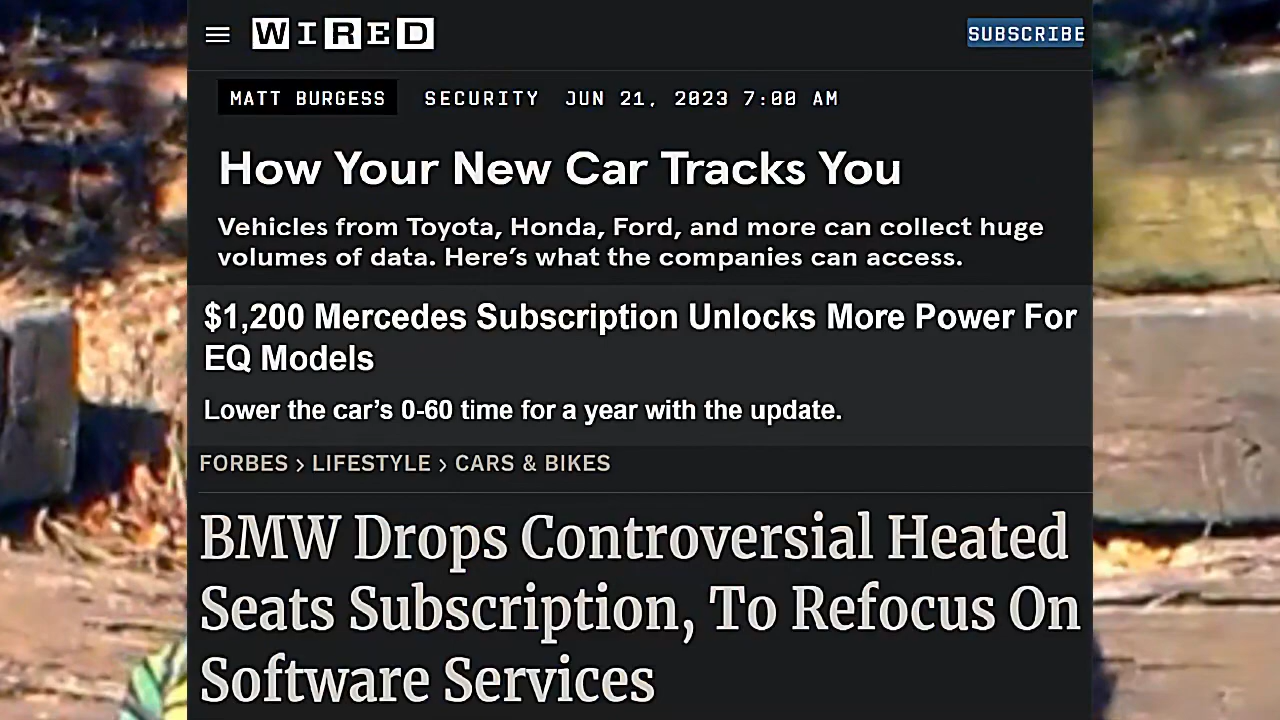 WIRED
SUBSCRIBE
MATT BURGESS SECURITY JUN 21, 2023 7:00 AM
How Your New Car Tracks You
Vehicles from Toyota, Honda, Ford, and more can collect huge
volumes of data. Here’s what the companies can access.
$1,200 Mercedes Subscription Unlocks More Power For
EQ Models
Lower the car’s 0-60 time for a year with the update.
FORBES › LIFESTYLE › CARS & BIKES
BMW Drops Controversial Heated
Seats Subscription, To Refocus On
Software Services